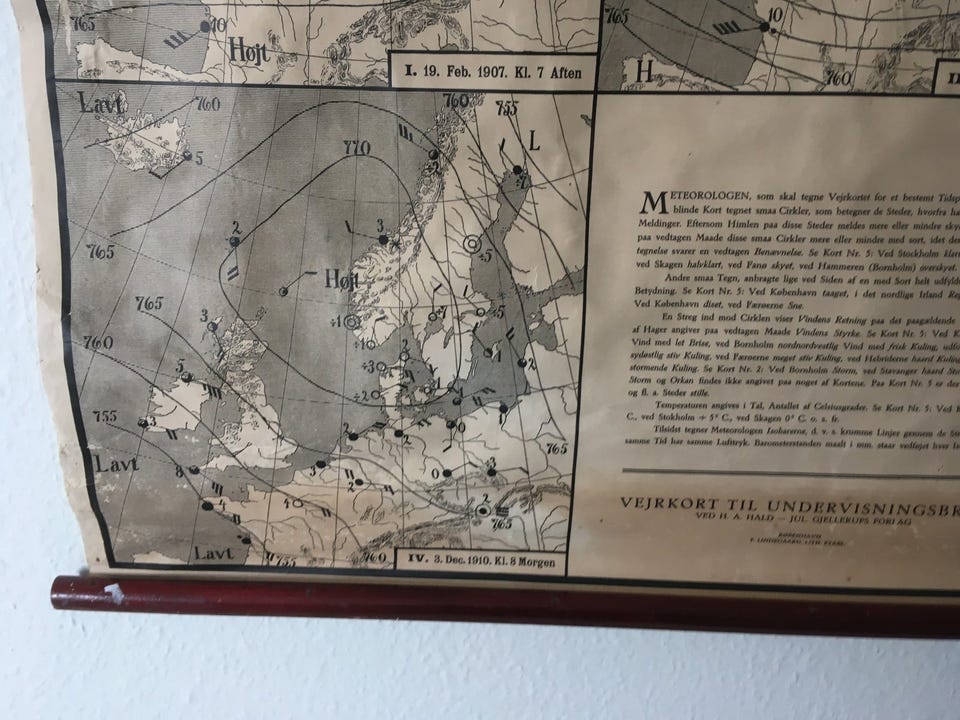 765
10
Højt
I. 19. Feb. 1907. Kl. 7 Aften
765
10
H
760
II
Lavt
760
5
760
755
L
770
765
2
3
Højt
765
3
760
5
755
Lavt
8
4
4
Lavt
755
760
765
2
765
IV. 3. Dec. 1910. Kl. 8 Morgen
METEOROLOGEN, som skal tegne Vejrkortet for et bestemt Tidsp
blinde Kort tegnet smaa Cirkler, som betegner de Steder, hvorfra ha
Meldinger. Eftersom Himlen paa disse Steder meldes mere eller mindre sky
paa vedtagen Maade disse smaa Cirkler mere eller mindre med sort, idet de
tegnelse svarer en vedtagen Benævnelse. Se Kort Nr. 5: Ved Stockholm klart
ved Skagen halvklart, ved Fanø skyet, ved Hammeren (Bornholm) overskyet.
Andre smaa Tegn, anbragte lige ved Siden af en med Sort helt udfyld
Betydning. Se Kort Nr. 5: Ved København taaget, i det nordlige Irland Re
Ved København diset, ved Færøerne Sne.
En Streg ind mod Cirklen viser Vindens Retning paa det paagældende
af Hager angiver paa vedtagen Maade Vindens Styrke. Se Kort Nr. 5: Ved K
Vind med let Brise, ved Bornholm nordnordvestlig Vind med frisk Kuling, udfo
sydøstlig stiv Kuling, ved Færøerne meget stiv Kuling, ved Hebriderne haard Kuling
stormende Kuling. Se Kort Nr. 2: Ved Bornholm Storm, ved Stavanger haard Sto
Storm og Orkan findes ikke angivet paa noget af Kortene. Paa Kort Nr. 5 er der
og fl. a. Steder stille.
Temperaturen angives i Tal, Antallet af Celsiusgrader. Se Kort Nr. 5: Ved
C., ved Stockholm ÷ 5° C., ved Skagen 0° C. o. s. fr.
Tilsidst tegner Meteorologen Isobarerne, d. v. s. krumme Linjer gennem de St
samme Tid har samme Lufttryk. Barometerstanden maalt i mm. staar vedføjet hver
VEJRKORT TIL UNDERVISNINGSBR
VED H. A. HALD — JUL. GJELLERUPS FORLAG
KØBENHAVN